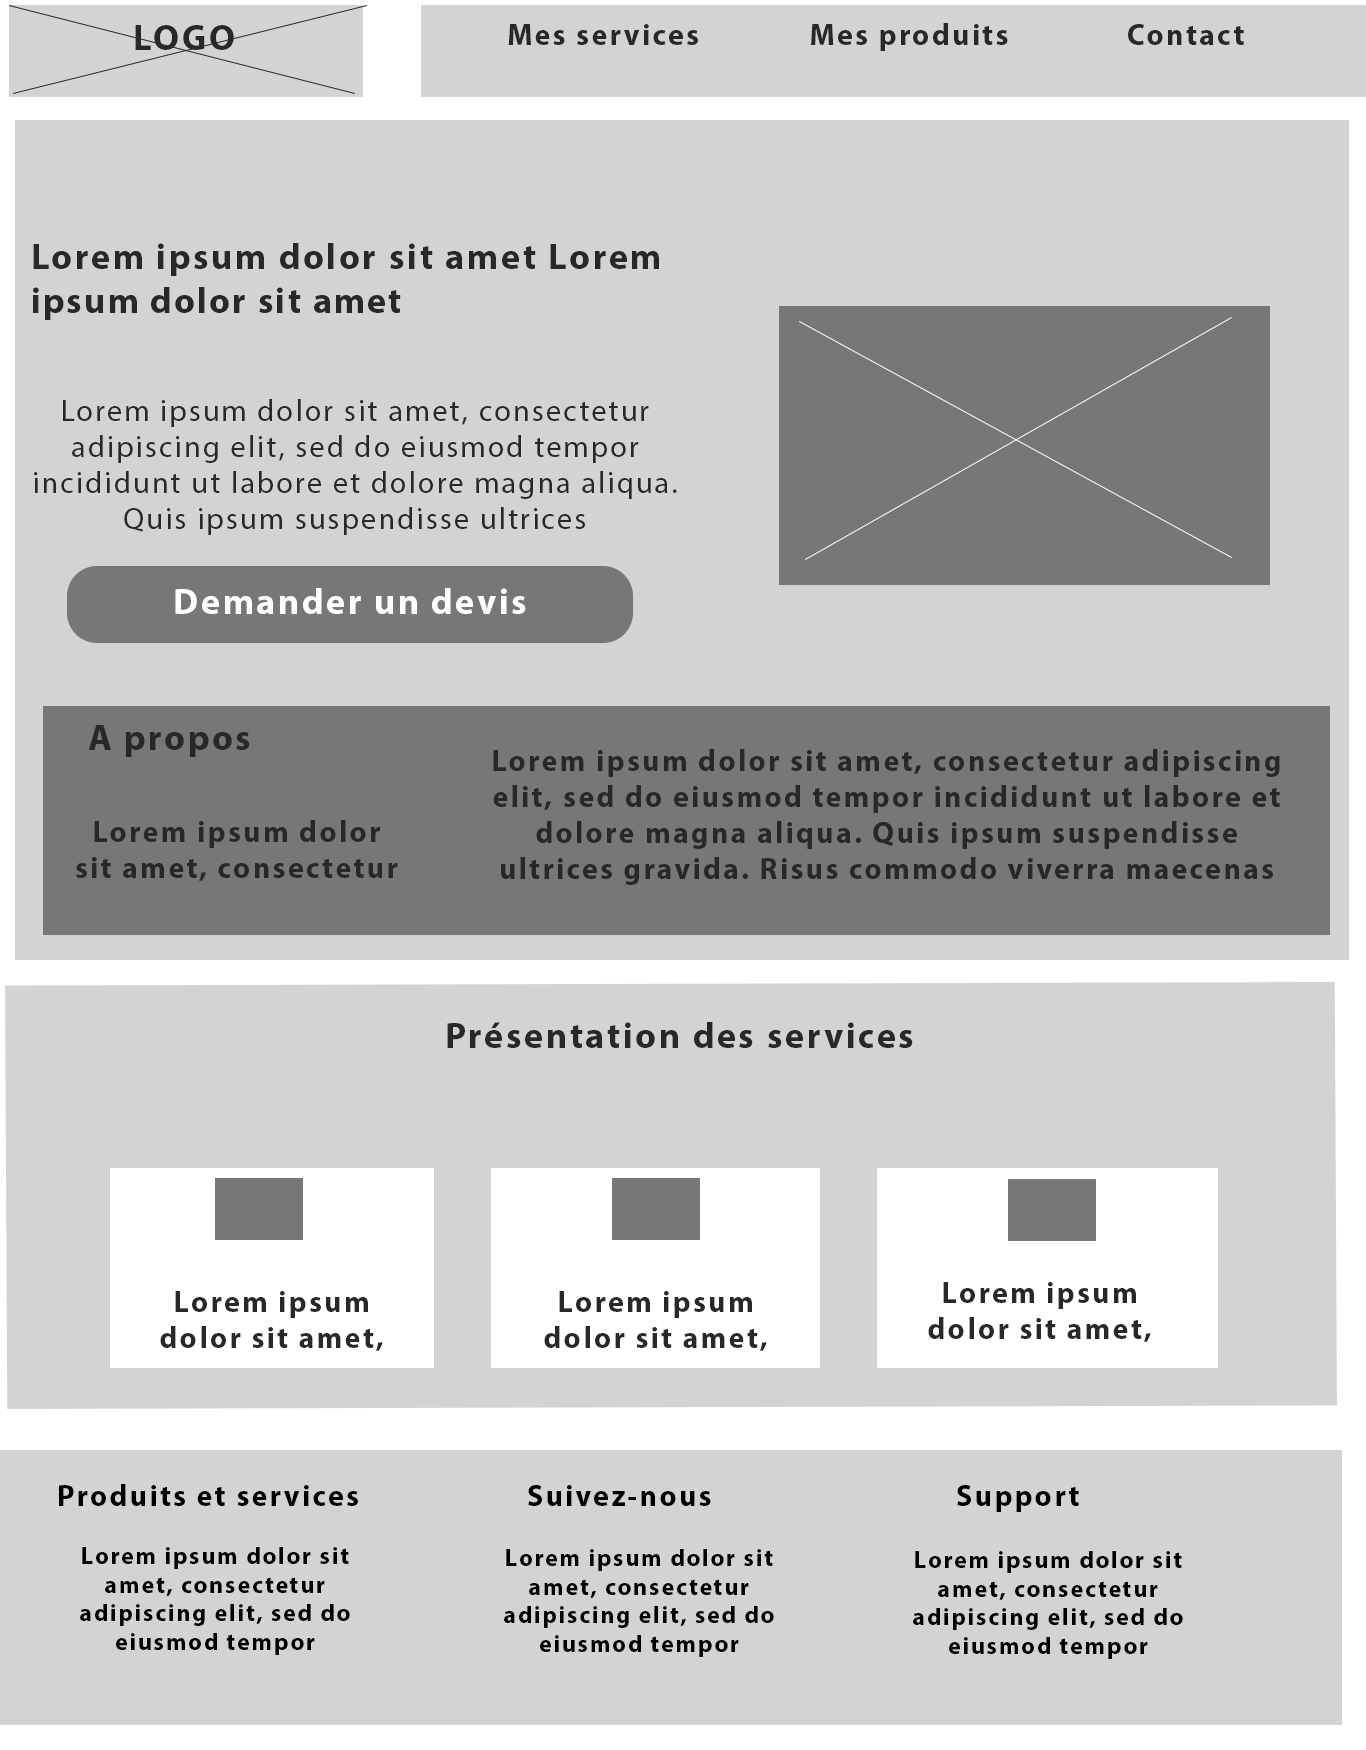 LOGO
Mes services
Mes produits
Contact
Lorem ipsum dolor sit amet Lorem
ipsum dolor sit amet
Lorem ipsum dolor sit amet, consectetur
adipiscing elit, sed do eiusmod tempor
incididunt ut labore et dolore magna aliqua.
Quis ipsum suspendisse ultrices
Demander un devis
A propos
Lorem ipsum dolor
sit amet, consectetur
Lorem ipsum dolor sit amet, consectetur adipiscing
elit, sed do eiusmod tempor incididunt ut labore et
dolore magna aliqua. Quis ipsum suspendisse
ultrices gravida. Risus commodo viverra maecenas
Présentation des services
Lorem ipsum
dolor sit amet,
Lorem ipsum
dolor sit amet,
Lorem ipsum
dolor sit amet,
Produits et services
Lorem ipsum dolor sit
amet, consectetur
adipiscing elit, sed do
eiusmod tempor
Suivez-nous
Lorem ipsum dolor sit
amet, consectetur
adipiscing elit, sed do
eiusmod tempor
Support
Lorem ipsum dolor sit
amet, consectetur
adipiscing elit, sed do
eiusmod tempor